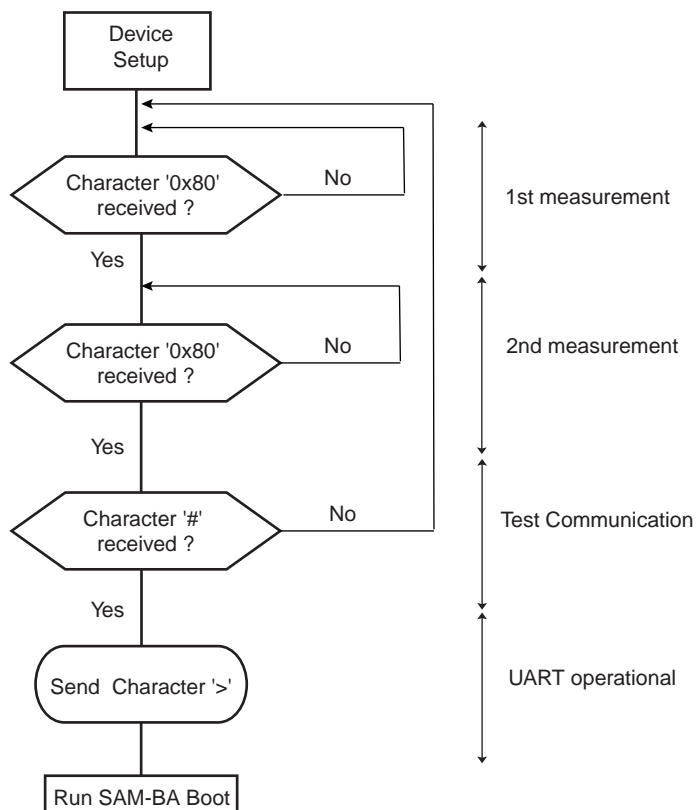 Device
Setup
Character '0x80'
received ?
No
1st measurement
Yes
Character '0x80'
received ?
No
2nd measurement
Yes
Character '#'
received ?
No
Test Communication
Yes
Send Character '>'
UART operational
Run SAM-BA Boot